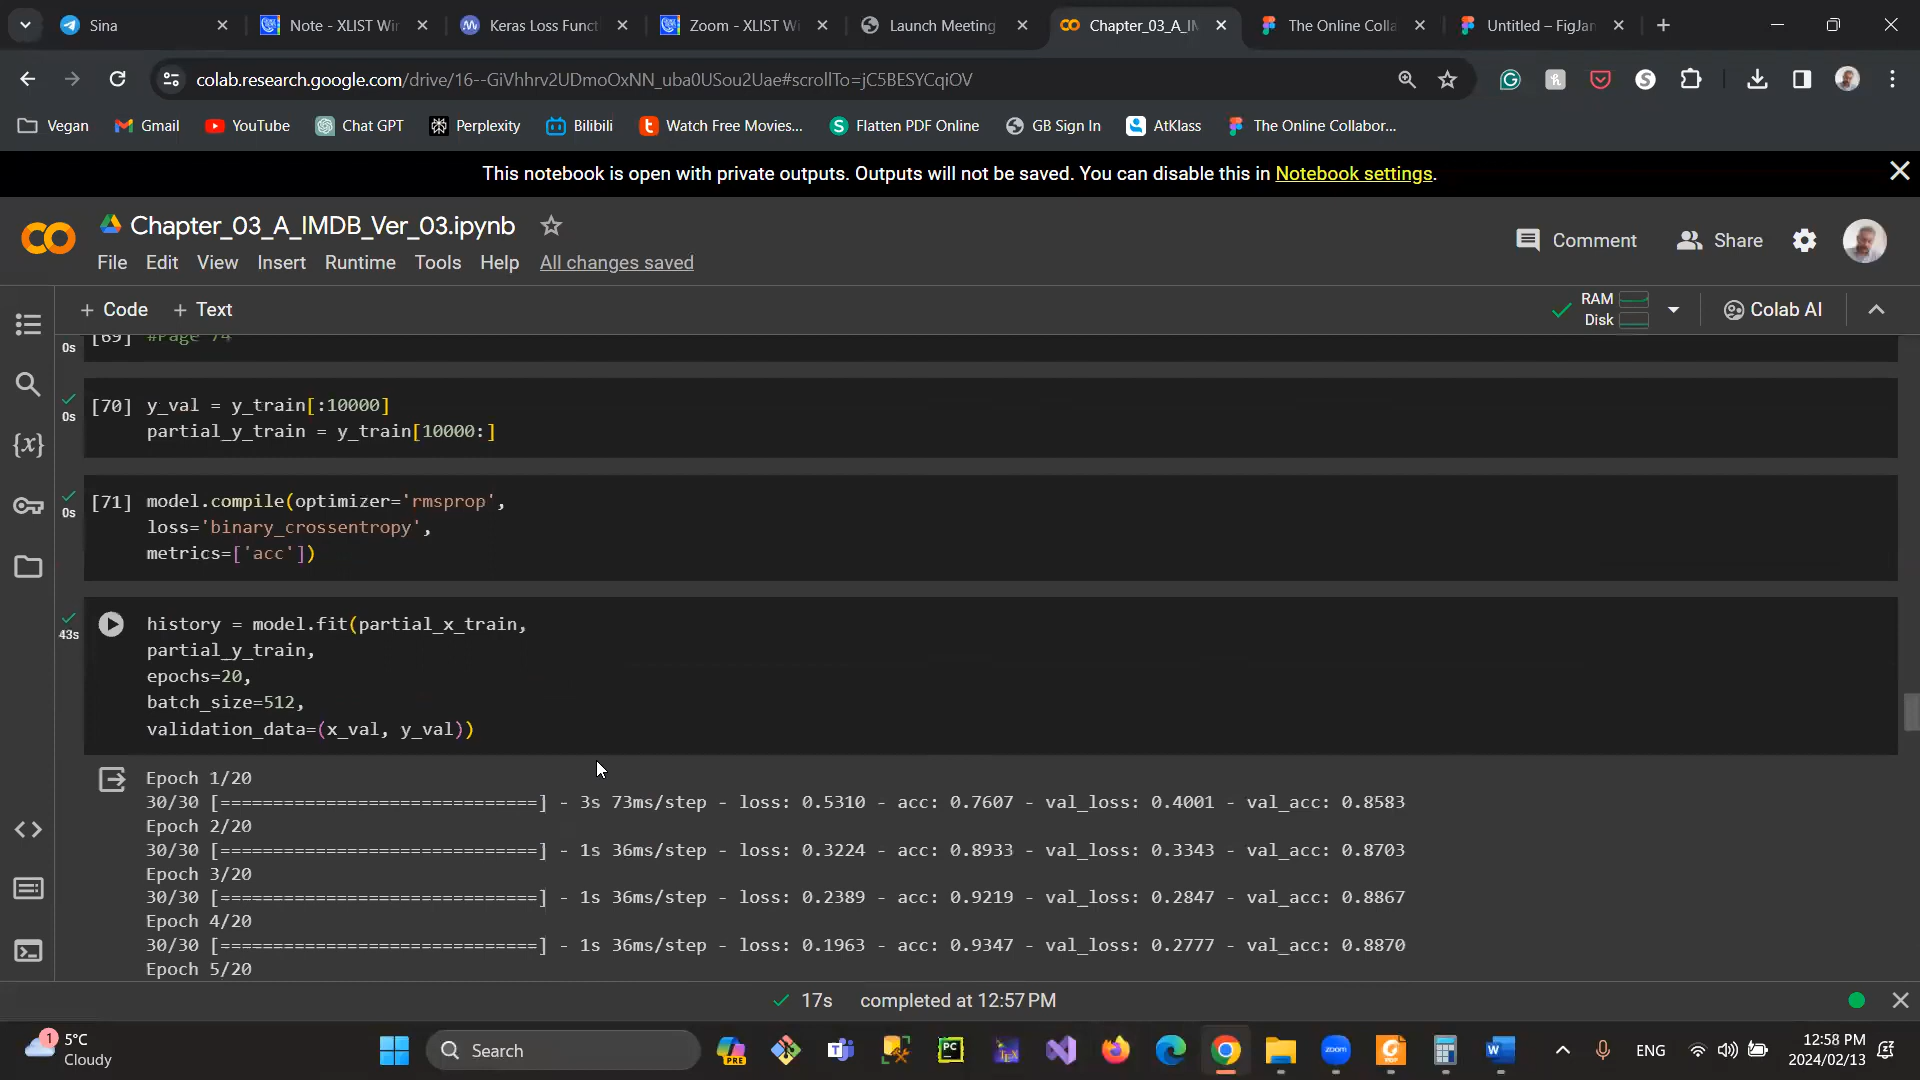 Sina
Note - XLIST Wir
Keras Loss Funct
Zoom - XLIST Wi
Launch Meeting
Chapter_03_A_IM
The Online Colla
Untitled – FigJan
colab.research.google.com/drive/16--GiVhhrv2UDmoOxNN_uba0USou2Uae#scrollTo=jC5BESYCqiOV
Vegan
Gmail
YouTube
Chat GPT
Perplexity
Bilibili
Watch Free Movies...
Flatten PDF Online
GB Sign In
AtKlass
The Online Collabor...
This notebook is open with private outputs. Outputs will not be saved. You can disable this in Notebook settings.
Chapter_03_A_IMDB_Ver_03.ipynb
Comment
Share
File Edit View Insert Runtime Tools Help All changes saved
+ Code + Text
RAM
Disk
Colab AI
[69] #Page 74
0s
[70] y_val = y_train[:10000]
0s
partial_y_train = y_train[10000:]
[71] model.compile(optimizer='rmsprop',
0s
loss='binary_crossentropy',
metrics=['acc'])
history = model.fit(partial_x_train,
43s
partial_y_train,
epochs=20,
batch_size=512,
validation_data=(x_val, y_val))
Epoch 1/20
30/30 [==============================] - 3s 73ms/step - loss: 0.5310 - acc: 0.7607 - val_loss: 0.4001 - val_acc: 0.8583
Epoch 2/20
30/30 [==============================] - 1s 36ms/step - loss: 0.3224 - acc: 0.8933 - val_loss: 0.3343 - val_acc: 0.8703
Epoch 3/20
30/30 [==============================] - 1s 36ms/step - loss: 0.2389 - acc: 0.9219 - val_loss: 0.2847 - val_acc: 0.8867
Epoch 4/20
30/30 [==============================] - 1s 36ms/step - loss: 0.1963 - acc: 0.9347 - val_loss: 0.2777 - val_acc: 0.8870
Epoch 5/20
17s completed at 12:57 PM
1
5°C
Cloudy
Search
PRE
PC
zoom
ENG
12:58 PM
2024/02/13